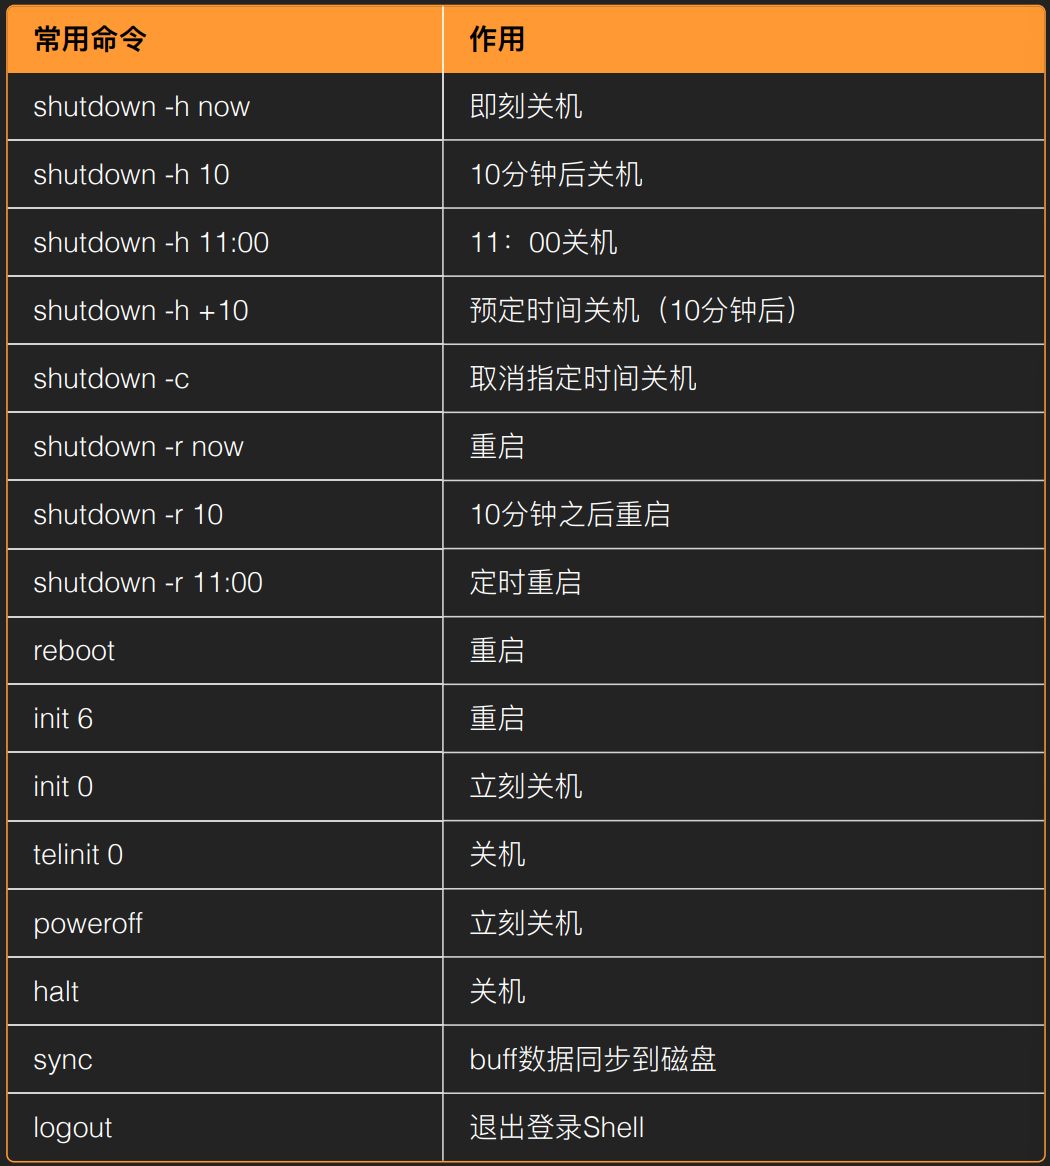 常用命令 作用
shutdown -h now 即刻关机
shutdown -h 10 10分钟后关机
shutdown -h 11:00 11：00关机
shutdown -h +10 预定时间关机（10分钟后）
shutdown -c 取消指定时间关机
shutdown -r now 重启
shutdown -r 10 10分钟之后重启
shutdown -r 11:00 定时重启
reboot 重启
init 6 重启
init 0 立刻关机
telinit 0 关机
poweroff 立刻关机
halt 关机
sync buff数据同步到磁盘
logout 退出登录Shell